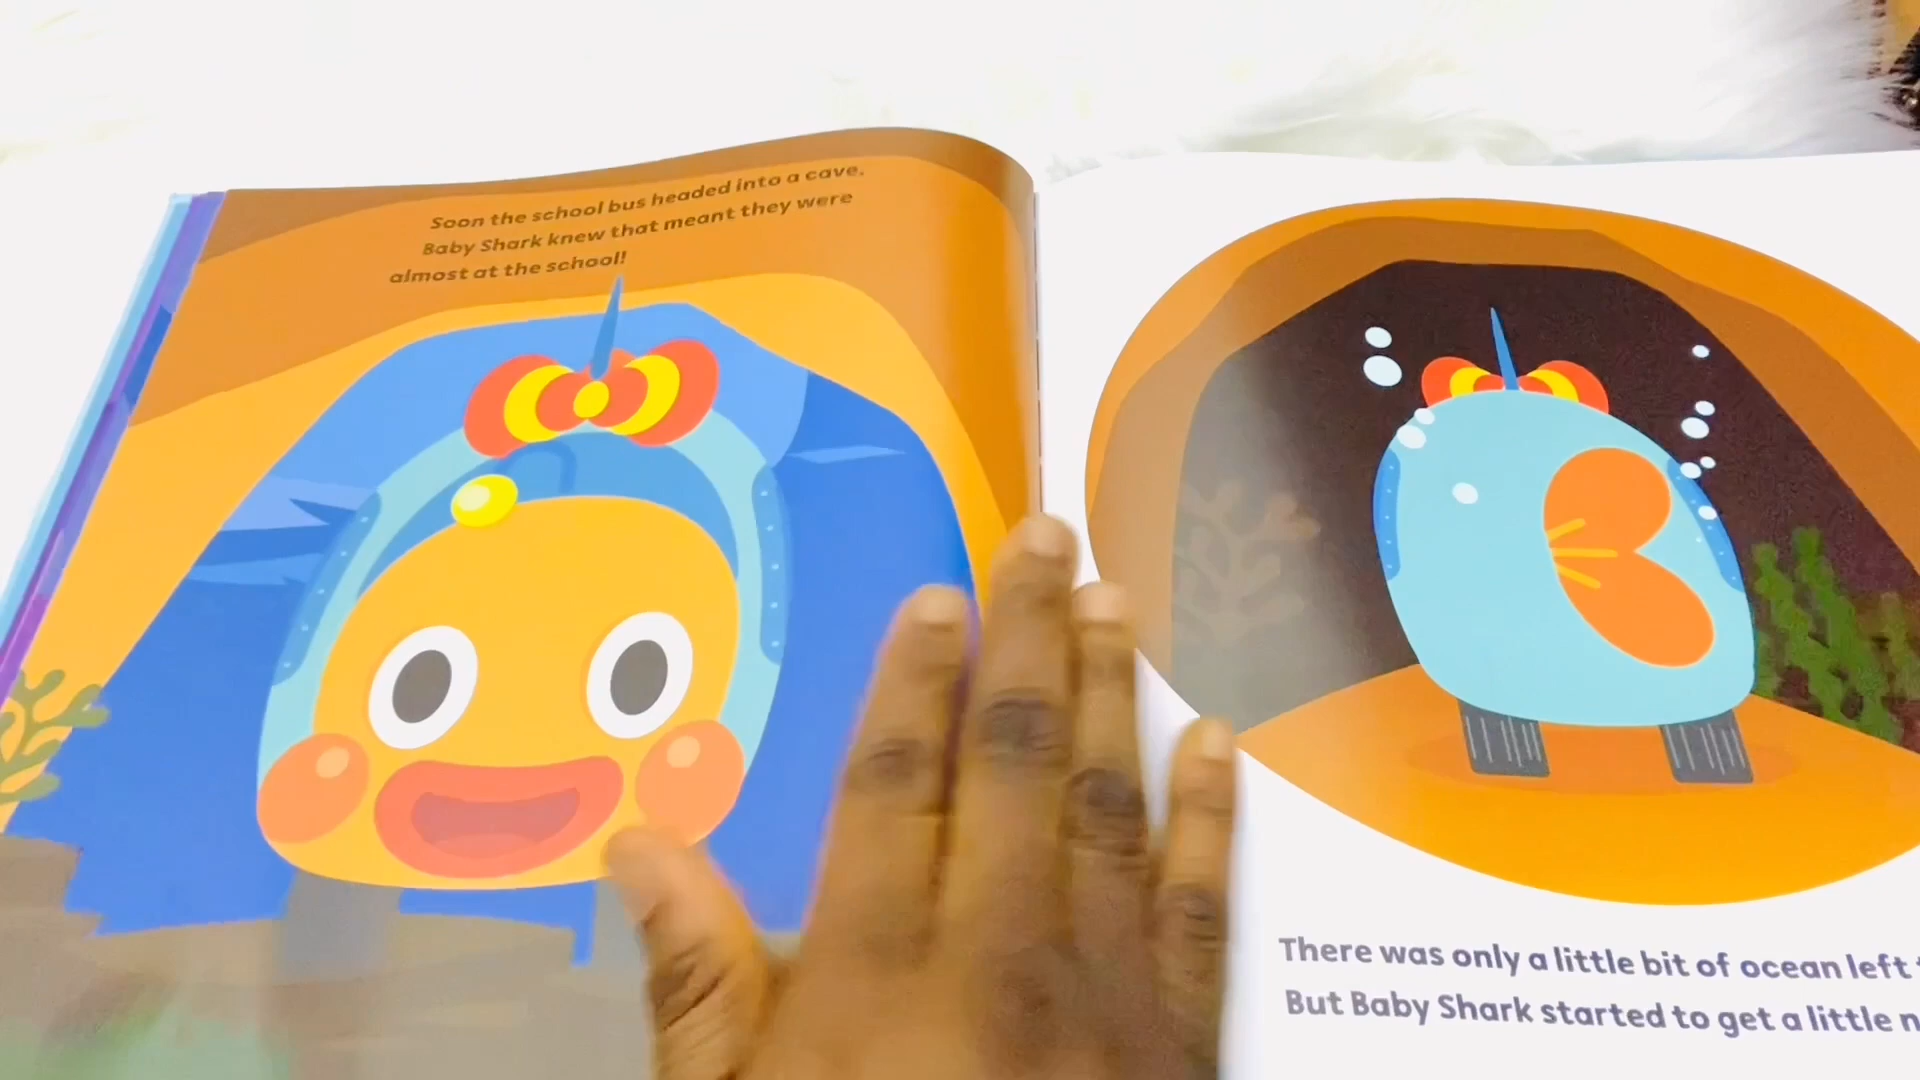 Soon the school bus headed into a cave.
Baby Shark knew that meant they were
almost at the school!
There was only a little bit of ocean left
But Baby Shark started to get a little